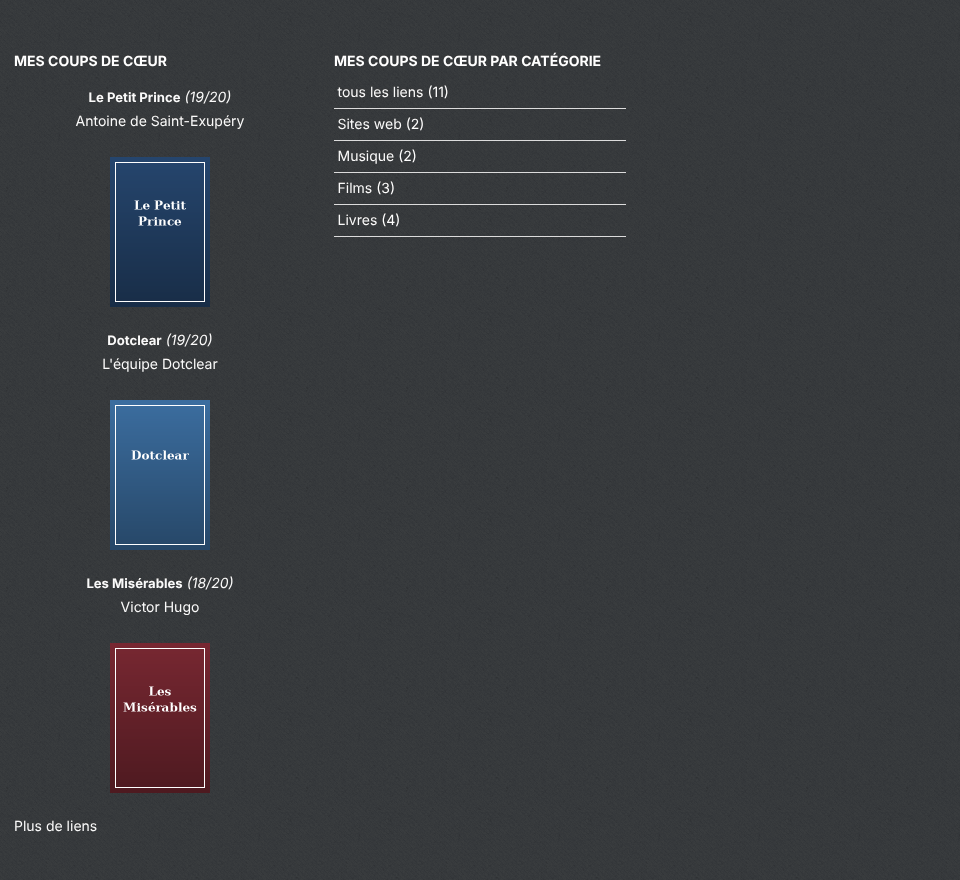 MES COUPS DE CŒUR
Le Petit Prince (19/20)
Antoine de Saint-Exupéry
Le Petit
Prince
Dotclear (19/20)
L'équipe Dotclear
Dotclear
Les Misérables (18/20)
Victor Hugo
Les
Misérables
Plus de liens
MES COUPS DE CŒUR PAR CATÉGORIE
tous les liens (11)
Sites web (2)
Musique (2)
Films (3)
Livres (4)